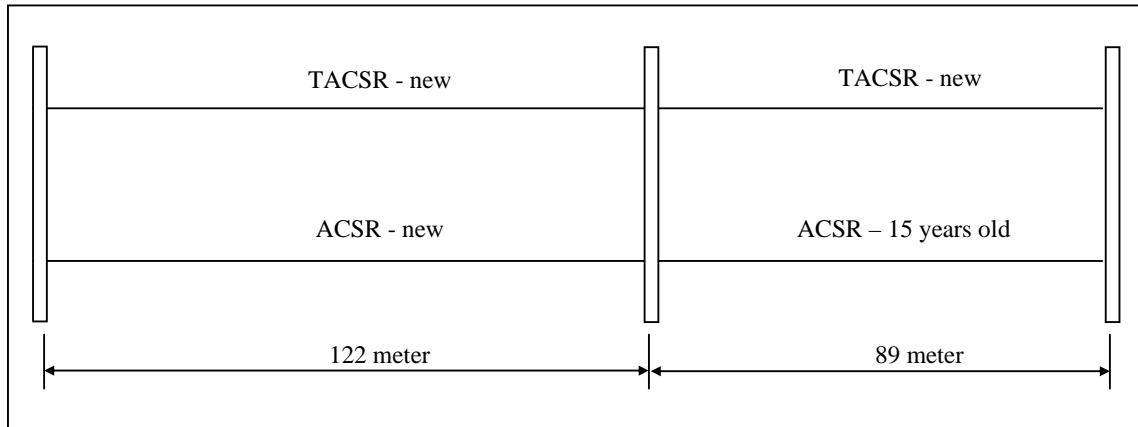 TACSR - new
TACSR - new
ACSR - new
ACSR – 15 years old
122 meter
89 meter